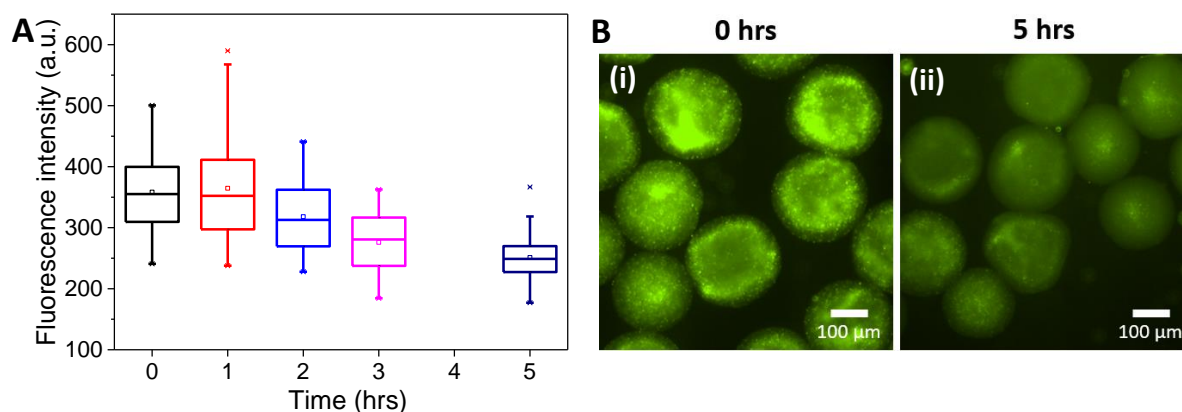 A
Fluorescence intensity (a.u.)
600
500
400
300
200
100
0 1 2 3 4 5
Time (hrs)
B
0 hrs 5 hrs
(i) (ii)
100 µm 100 µm